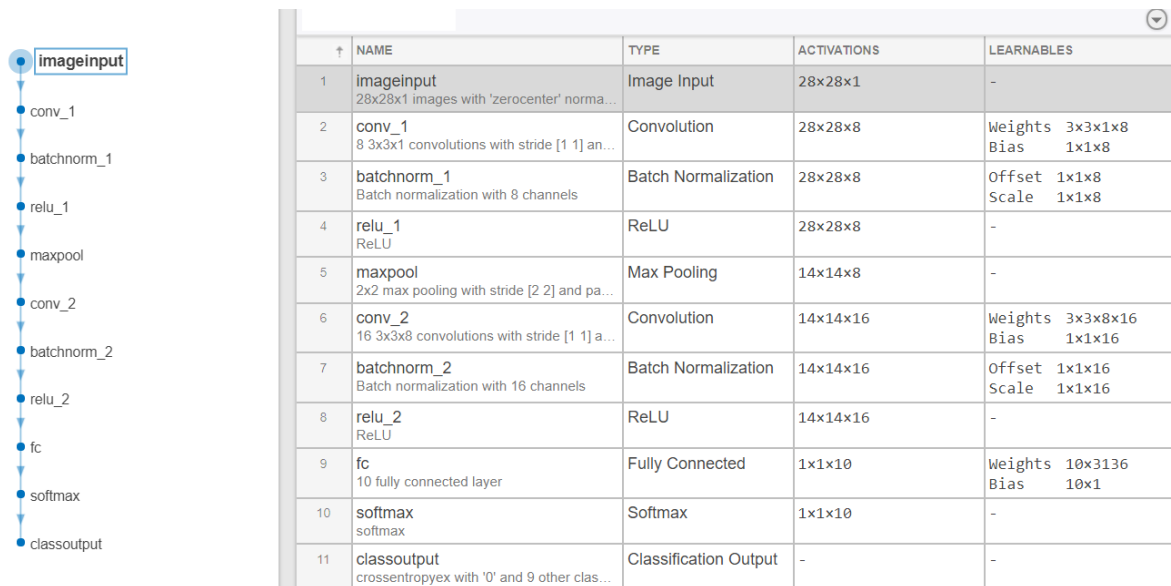 imageinput
conv_1
batchnorm_1
relu_1
maxpool
conv_2
batchnorm_2
relu_2
fc
softmax
classoutput
NAME TYPE ACTIVATIONS LEARNABLES
1 imageinput Image Input 28×28×1 -
28x28x1 images with 'zerocenter' norma...
2 conv_1 Convolution 28×28×8 Weights 3×3×1×8
8 3x3x1 convolutions with stride [1 1] an... Bias 1×1×8
3 batchnorm_1 Batch Normalization 28×28×8 Offset 1×1×8
Batch normalization with 8 channels Scale 1×1×8
4 relu_1 ReLU 28×28×8 -
ReLU
5 maxpool Max Pooling 14×14×8 -
2x2 max pooling with stride [2 2] and pa...
6 conv_2 Convolution 14×14×16 Weights 3×3×8×16
16 3x3x8 convolutions with stride [1 1] a... Bias 1×1×16
7 batchnorm_2 Batch Normalization 14×14×16 Offset 1×1×16
Batch normalization with 16 channels Scale 1×1×16
8 relu_2 ReLU 14×14×16 -
ReLU
9 fc Fully Connected 1×1×10 Weights 10×3136
10 fully connected layer Bias 10×1
10 softmax Softmax 1×1×10 -
softmax
11 classoutput Classification Output - -
crossentropyex with '0' and 9 other clas...